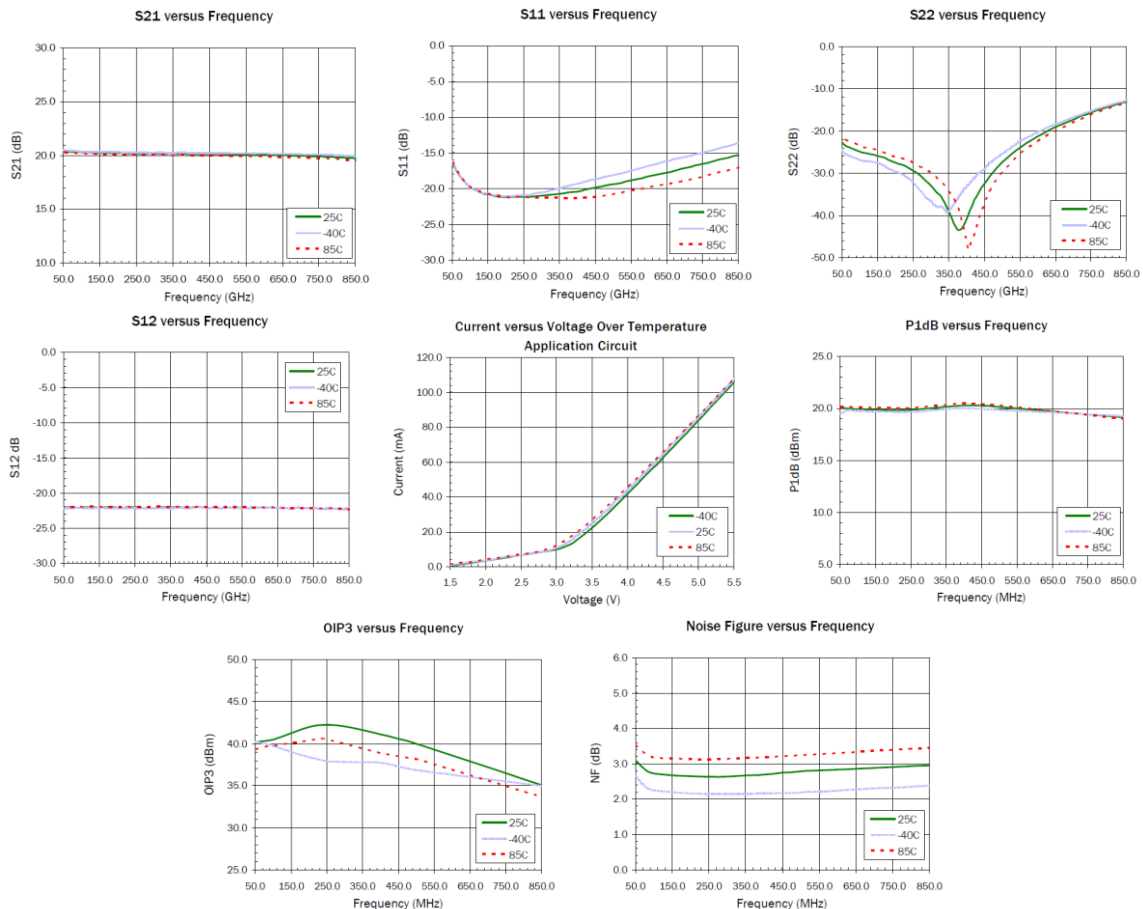 S21 versus Frequency
30.0
25.0
20.0
15.0
10.0
S21 (dB)
25C
-40C
85C
50.0 150.0 250.0 350.0 450.0 550.0 650.0 750.0 850.0
Frequency (GHz)
S11 versus Frequency
0.0
-5.0
-10.0
-15.0
-20.0
-25.0
-30.0
S11 (dB)
25C
-40C
85C
50.0 150.0 250.0 350.0 450.0 550.0 650.0 750.0 850.0
Frequency (GHz)
S22 versus Frequency
0.0
-10.0
-20.0
-30.0
-40.0
-50.0
S22 (dB)
25C
-40C
85C
50.0 150.0 250.0 350.0 450.0 550.0 650.0 750.0 850.0
Frequency (GHz)
S12 versus Frequency
0.0
-5.0
-10.0
-15.0
-20.0
-25.0
-30.0
S12 dB
25C
-40C
85C
50.0 150.0 250.0 350.0 450.0 550.0 650.0 750.0 850.0
Frequency (GHz)
Current versus Voltage Over Temperature
Application Circuit
120.0
100.0
80.0
60.0
40.0
20.0
0.0
Current (mA)
-40C
25C
85C
1.5 2.0 2.5 3.0 3.5 4.0 4.5 5.0 5.5
Voltage (V)
P1dB versus Frequency
25.0
20.0
15.0
10.0
5.0
P1dB (dBm)
25C
-40C
85C
50.0 150.0 250.0 350.0 450.0 550.0 650.0 750.0 850.0
Frequency (MHz)
OIP3 versus Frequency
50.0
45.0
40.0
35.0
30.0
25.0
OIP3 (dBm)
25C
-40C
85C
50.0 150.0 250.0 350.0 450.0 550.0 650.0 750.0 850.0
Frequency (MHz)
Noise Figure versus Frequency
6.0
5.0
4.0
3.0
2.0
1.0
0.0
NF (dB)
25C
-40C
85C
50.0 150.0 250.0 350.0 450.0 550.0 650.0 750.0 850.0
Frequency (MHz)